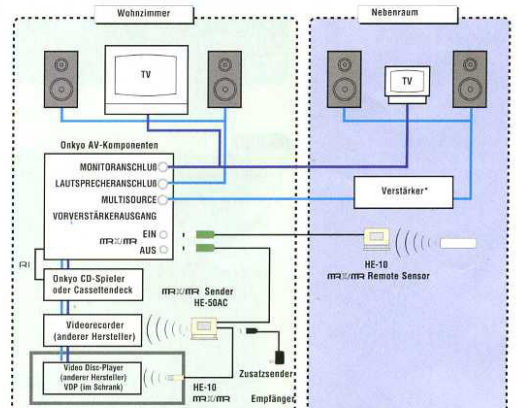 Wohnzimmer
Nebenraum
TV
TV
Onkyo AV-Komponenten
MONITORANSCHLUß
LAUTSPRECHERANSCHLUß
MULTISOURCE
VORVERSTÄRKERAUSGANG
EIN
AUS
Verstärker*
RI
HE-10
Remote Sensor
Onkyo CD-Spieler
oder Cassettendeck
Sender
HE-50AC
Videorecorder
(anderer Hersteller)
Video Disc-Player
(anderer Hersteller)
VDP (im Schrank)
HE-10
Zusatzsender
Empfänger